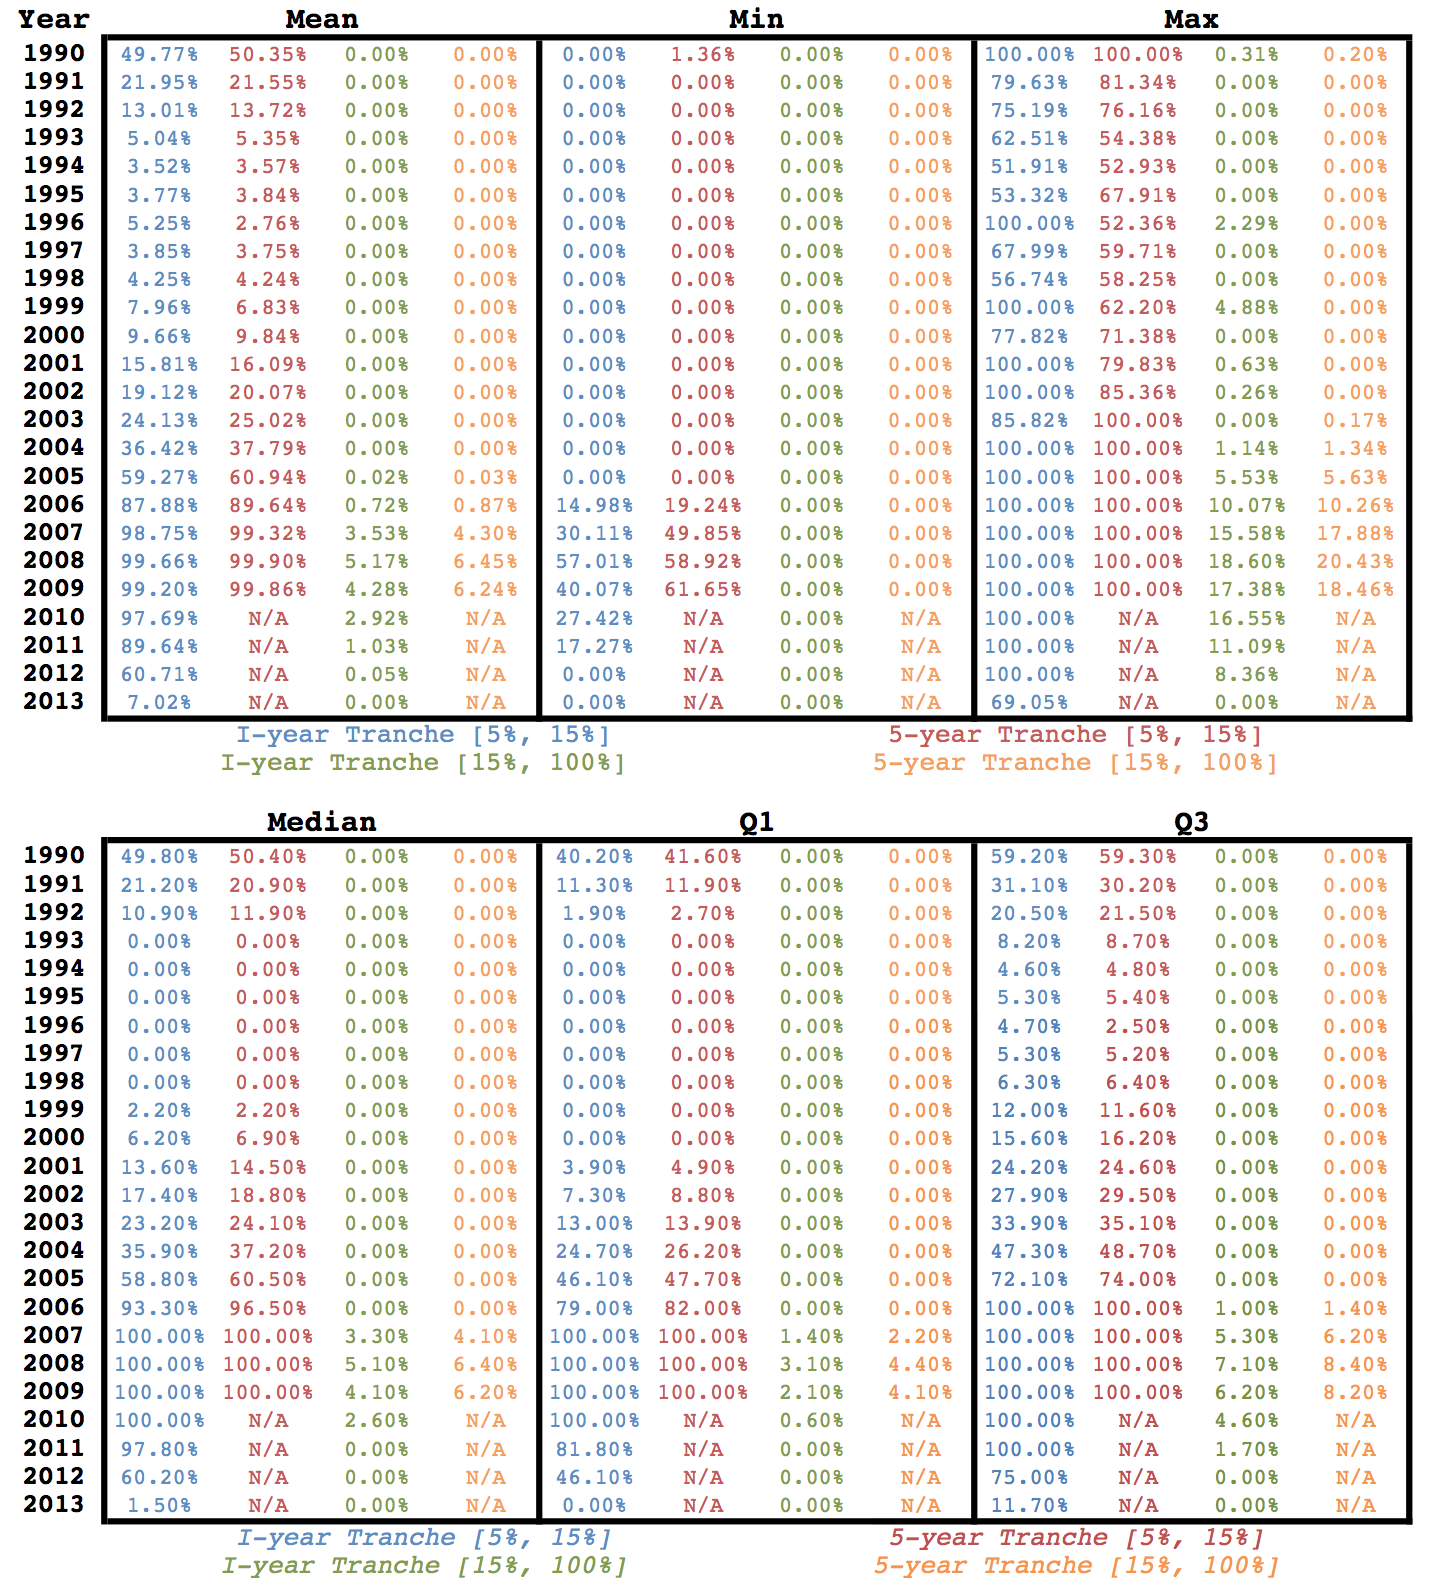 Year Mean Min Max
1990 49.77% 50.35% 0.00% 0.00% 0.00% 1.36% 0.00% 0.00% 100.00% 100.00% 0.31% 0.20%
1991 21.95% 21.55% 0.00% 0.00% 0.00% 0.00% 0.00% 0.00% 79.63% 81.34% 0.00% 0.00%
1992 13.01% 13.72% 0.00% 0.00% 0.00% 0.00% 0.00% 0.00% 75.19% 76.16% 0.00% 0.00%
1993 5.04% 5.35% 0.00% 0.00% 0.00% 0.00% 0.00% 0.00% 62.51% 54.38% 0.00% 0.00%
1994 3.52% 3.57% 0.00% 0.00% 0.00% 0.00% 0.00% 0.00% 51.91% 52.93% 0.00% 0.00%
1995 3.77% 3.84% 0.00% 0.00% 0.00% 0.00% 0.00% 0.00% 53.32% 67.91% 0.00% 0.00%
1996 5.25% 2.76% 0.00% 0.00% 0.00% 0.00% 0.00% 0.00% 100.00% 52.36% 2.29% 0.00%
1997 3.85% 3.75% 0.00% 0.00% 0.00% 0.00% 0.00% 0.00% 67.99% 59.71% 0.00% 0.00%
1998 4.25% 4.24% 0.00% 0.00% 0.00% 0.00% 0.00% 0.00% 56.74% 58.25% 0.00% 0.00%
1999 7.96% 6.83% 0.00% 0.00% 0.00% 0.00% 0.00% 0.00% 100.00% 62.20% 4.88% 0.00%
2000 9.66% 9.84% 0.00% 0.00% 0.00% 0.00% 0.00% 0.00% 77.82% 71.38% 0.00% 0.00%
2001 15.81% 16.09% 0.00% 0.00% 0.00% 0.00% 0.00% 0.00% 100.00% 79.83% 0.63% 0.00%
2002 19.12% 20.07% 0.00% 0.00% 0.00% 0.00% 0.00% 0.00% 100.00% 85.36% 0.26% 0.00%
2003 24.13% 25.02% 0.00% 0.00% 0.00% 0.00% 0.00% 0.00% 85.82% 100.00% 0.00% 0.17%
2004 36.42% 37.79% 0.00% 0.00% 0.00% 0.00% 0.00% 0.00% 100.00% 100.00% 1.14% 1.34%
2005 59.27% 60.94% 0.02% 0.03% 0.00% 0.00% 0.00% 0.00% 100.00% 100.00% 5.53% 5.63%
2006 87.88% 89.64% 0.72% 0.87% 14.98% 19.24% 0.00% 0.00% 100.00% 100.00% 10.07% 10.26%
2007 98.75% 99.32% 3.53% 4.30% 30.11% 49.85% 0.00% 0.00% 100.00% 100.00% 15.58% 17.88%
2008 99.66% 99.90% 5.17% 6.45% 57.01% 58.92% 0.00% 0.00% 100.00% 100.00% 18.60% 20.43%
2009 99.20% 99.86% 4.28% 6.24% 40.07% 61.65% 0.00% 0.00% 100.00% 100.00% 17.38% 18.46%
2010 97.69% N/A 2.92% N/A 27.42% N/A 0.00% N/A 100.00% N/A 16.55% N/A
2011 89.64% N/A 1.03% N/A 17.27% N/A 0.00% N/A 100.00% N/A 11.09% N/A
2012 60.71% N/A 0.05% N/A 0.00% N/A 0.00% N/A 100.00% N/A 8.36% N/A
2013 7.02% N/A 0.00% N/A 0.00% N/A 0.00% N/A 69.05% N/A 0.00% N/A
I-year Tranche [5%, 15%] 5-year Tranche [5%, 15%]
I-year Tranche [15%, 100%] 5-year Tranche [15%, 100%]
Median Q1 Q3
1990 49.80% 50.40% 0.00% 0.00% 40.20% 41.60% 0.00% 0.00% 59.20% 59.30% 0.00% 0.00%
1991 21.20% 20.90% 0.00% 0.00% 11.30% 11.90% 0.00% 0.00% 31.10% 30.20% 0.00% 0.00%
1992 10.90% 11.90% 0.00% 0.00% 1.90% 2.70% 0.00% 0.00% 20.50% 21.50% 0.00% 0.00%
1993 0.00% 0.00% 0.00% 0.00% 0.00% 0.00% 0.00% 0.00% 8.20% 8.70% 0.00% 0.00%
1994 0.00% 0.00% 0.00% 0.00% 0.00% 0.00% 0.00% 0.00% 4.60% 4.80% 0.00% 0.00%
1995 0.00% 0.00% 0.00% 0.00% 0.00% 0.00% 0.00% 0.00% 5.30% 5.40% 0.00% 0.00%
1996 0.00% 0.00% 0.00% 0.00% 0.00% 0.00% 0.00% 0.00% 4.70% 2.50% 0.00% 0.00%
1997 0.00% 0.00% 0.00% 0.00% 0.00% 0.00% 0.00% 0.00% 5.30% 5.20% 0.00% 0.00%
1998 0.00% 0.00% 0.00% 0.00% 0.00% 0.00% 0.00% 0.00% 6.30% 6.40% 0.00% 0.00%
1999 2.20% 2.20% 0.00% 0.00% 0.00% 0.00% 0.00% 0.00% 12.00% 11.60% 0.00% 0.00%
2000 6.20% 6.90% 0.00% 0.00% 0.00% 0.00% 0.00% 0.00% 15.60% 16.20% 0.00% 0.00%
2001 13.60% 14.50% 0.00% 0.00% 3.90% 4.90% 0.00% 0.00% 24.20% 24.60% 0.00% 0.00%
2002 17.40% 18.80% 0.00% 0.00% 7.30% 8.80% 0.00% 0.00% 27.90% 29.50% 0.00% 0.00%
2003 23.20% 24.10% 0.00% 0.00% 13.00% 13.90% 0.00% 0.00% 33.90% 35.10% 0.00% 0.00%
2004 35.90% 37.20% 0.00% 0.00% 24.70% 26.20% 0.00% 0.00% 47.30% 48.70% 0.00% 0.00%
2005 58.80% 60.50% 0.00% 0.00% 46.10% 47.70% 0.00% 0.00% 72.10% 74.00% 0.00% 0.00%
2006 93.30% 96.50% 0.00% 0.00% 79.00% 82.00% 0.00% 0.00% 100.00% 100.00% 1.00% 1.40%
2007 100.00% 100.00% 3.30% 4.10% 100.00% 100.00% 1.40% 2.20% 100.00% 100.00% 5.30% 6.20%
2008 100.00% 100.00% 5.10% 6.40% 100.00% 100.00% 3.10% 4.40% 100.00% 100.00% 7.10% 8.40%
2009 100.00% 100.00% 4.10% 6.20% 100.00% 100.00% 2.10% 4.10% 100.00% 100.00% 6.20% 8.20%
2010 100.00% N/A 2.60% N/A 100.00% N/A 0.60% N/A 100.00% N/A 4.60% N/A
2011 97.80% N/A 0.00% N/A 81.80% N/A 0.00% N/A 100.00% N/A 1.70% N/A
2012 60.20% N/A 0.00% N/A 46.10% N/A 0.00% N/A 75.00% N/A 0.00% N/A
2013 1.50% N/A 0.00% N/A 0.00% N/A 0.00% N/A 11.70% N/A 0.00% N/A
I-year Tranche [5%, 15%] 5-year Tranche [5%, 15%]
I-year Tranche [15%, 100%] 5-year Tranche [15%, 100%]